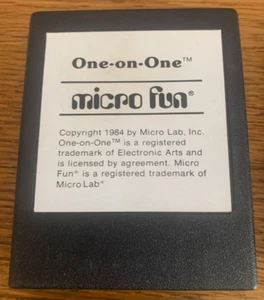 One-on-One™
micro fun®
Copyright 1984 by Micro Lab, Inc.
One-on-One™ is a registered
trademark of Electronic Arts and
is licensed by agreement. Micro
Fun® is a registered trademark of
Micro Lab®